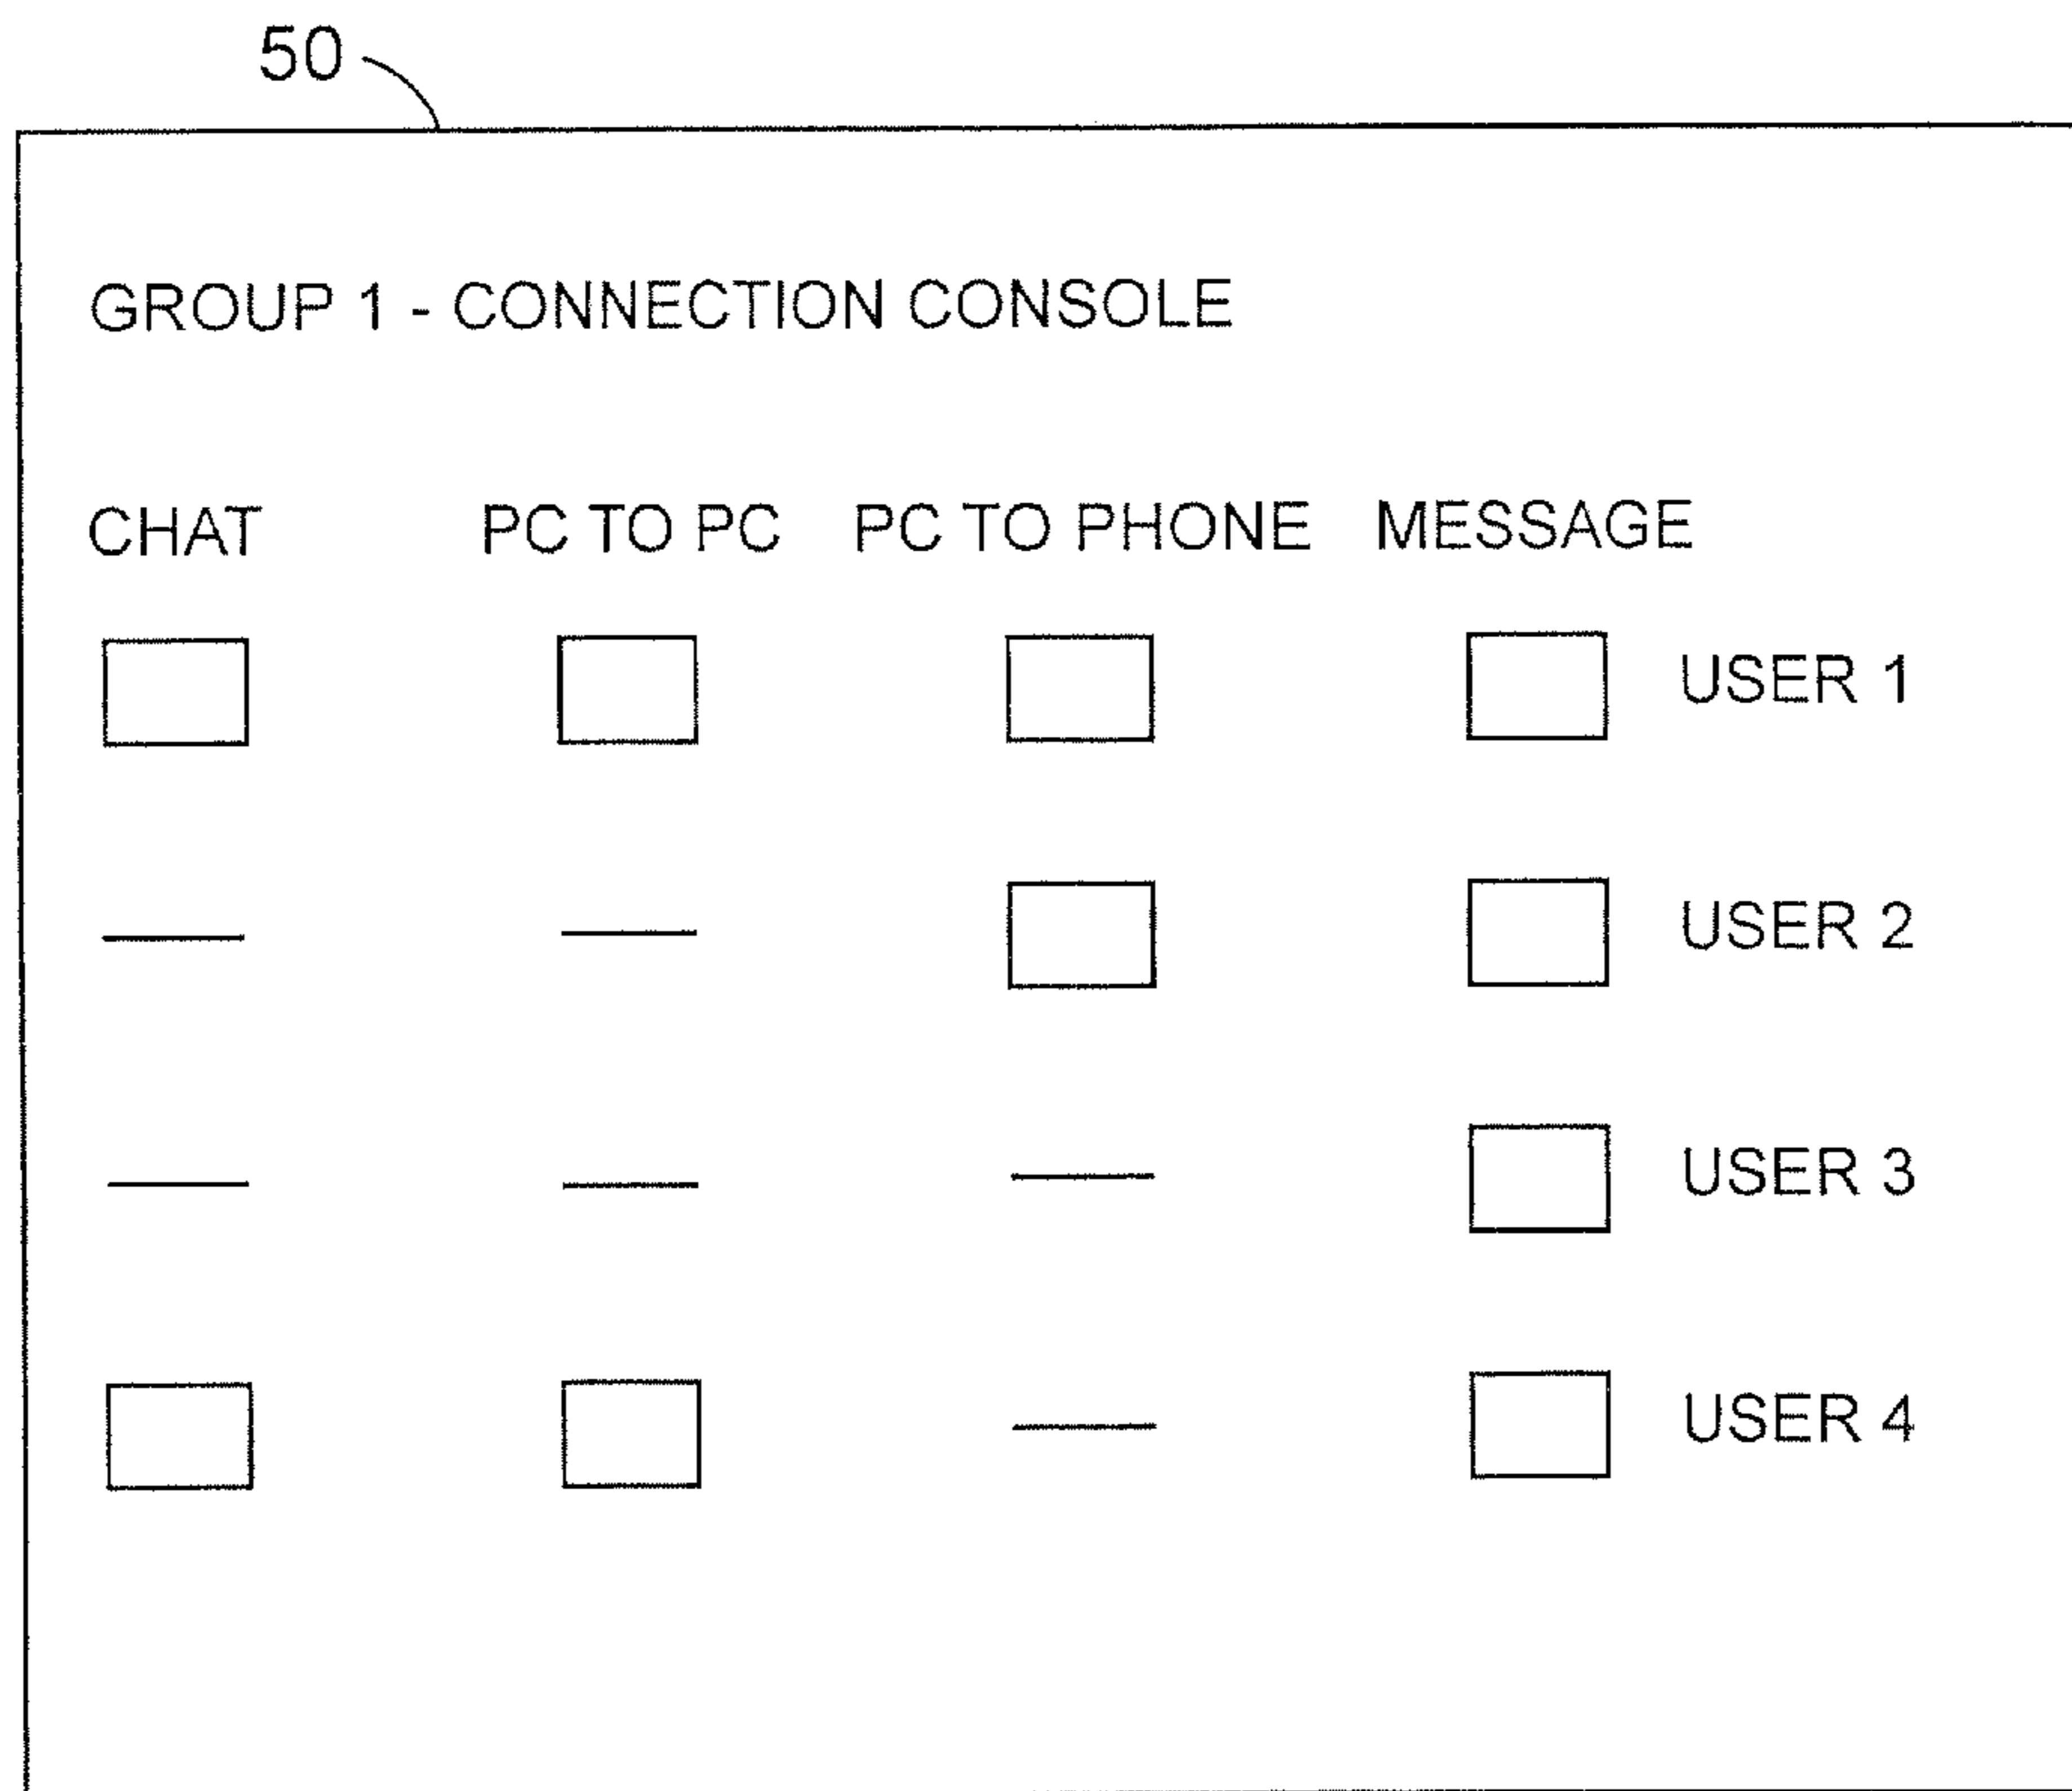 50
GROUP 1 - CONNECTION CONSOLE
CHAT PC TO PC PC TO PHONE MESSAGE
USER 1
USER 2
USER 3
USER 4